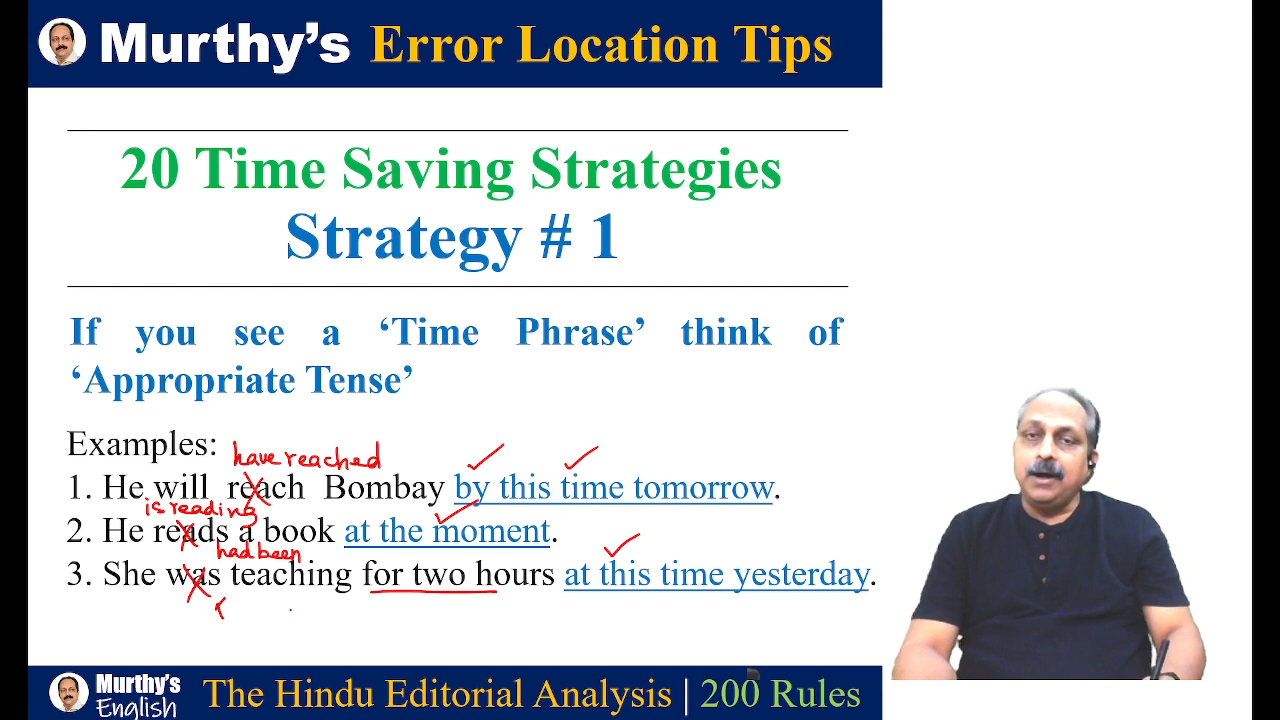 Murthy's Error Location Tips
20 Time Saving Strategies
Strategy # 1
If you see a ‘Time Phrase’ think of
‘Appropriate Tense’
Examples:
have reached
1. He will reach Bombay by this time tomorrow.
is reading
2. He reads a book at the moment.
had been
3. She was teaching for two hours at this time yesterday.
Murthy's
English
The Hindu Editorial Analysis | 200 Rules